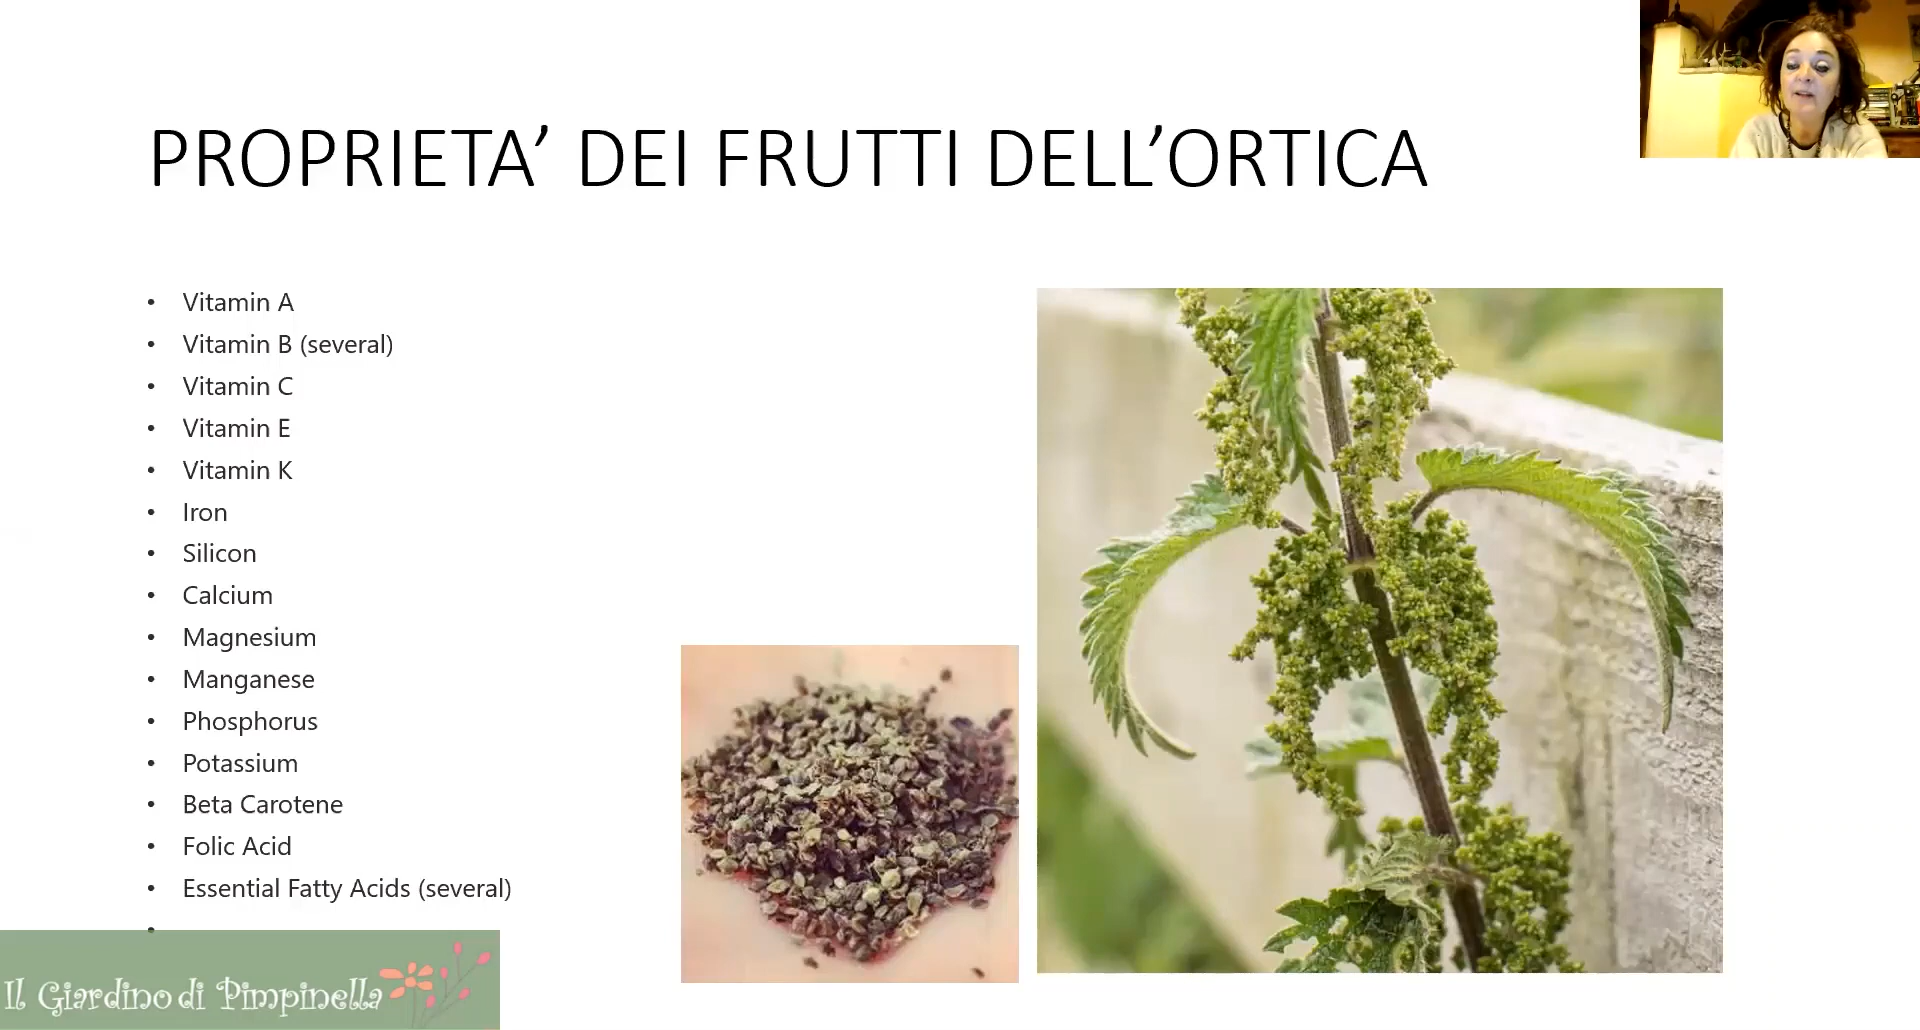 PROPRIETA’ DEI FRUTTI DELL’ORTICA
• Vitamin A
• Vitamin B (several)
• Vitamin C
• Vitamin E
• Vitamin K
• Iron
• Silicon
• Calcium
• Magnesium
• Manganese
• Phosphorus
• Potassium
• Beta Carotene
• Folic Acid
• Essential Fatty Acids (several)
•
Il Giardino di Pimpinella